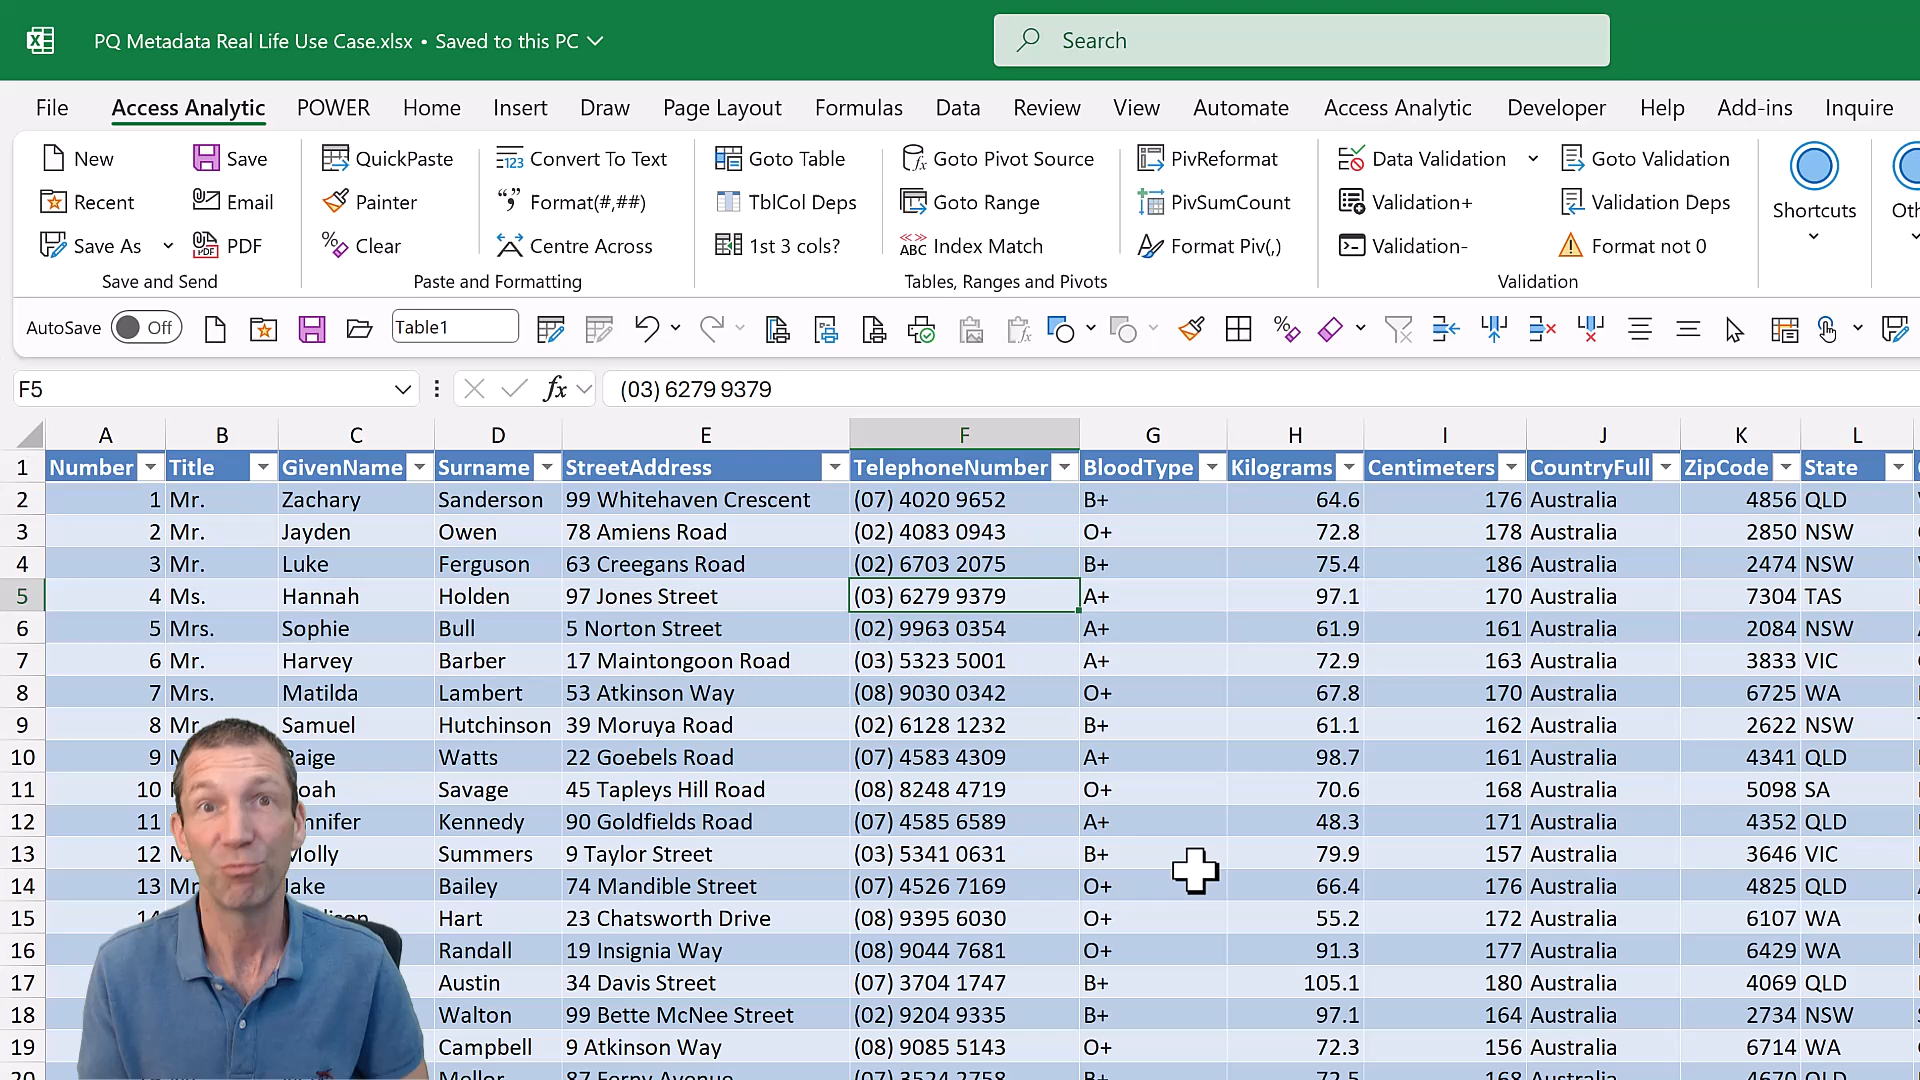 PQ Metadata Real Life Use Case.xlsx • Saved to this PC
Search
File Access Analytic POWER Home Insert Draw Page Layout Formulas Data Review View Automate Access Analytic Developer Help Add-ins Inquire
New Save QuickPaste Convert To Text Goto Table Goto Pivot Source PivReformat Data Validation Goto Validation
Recent Email Painter Format(#,##) TblCol Deps Goto Range PivSumCount Validation+ Validation Deps Shortcuts
Save As PDF Clear Centre Across 1st 3 cols? Index Match Format Piv(,) Validation- Format not 0
Save and Send Paste and Formatting Tables, Ranges and Pivots Validation
AutoSave Off Table1
F5 fx (03) 6279 9379
A B C D E F G H I J K L
1 Number Title GivenName Surname StreetAddress TelephoneNumber BloodType Kilograms Centimeters CountryFull ZipCode State
2 1 Mr. Zachary Sanderson 99 Whitehaven Crescent (07) 4020 9652 B+ 64.6 176 Australia 4856 QLD
3 2 Mr. Jayden Owen 78 Amiens Road (02) 4083 0943 O+ 72.8 178 Australia 2850 NSW
4 3 Mr. Luke Ferguson 63 Creegans Road (02) 6703 2075 B+ 75.4 186 Australia 2474 NSW
5 4 Ms. Hannah Holden 97 Jones Street (03) 6279 9379 A+ 97.1 170 Australia 7304 TAS
6 5 Mrs. Sophie Bull 5 Norton Street (02) 9963 0354 A+ 61.9 161 Australia 2084 NSW
7 6 Mr. Harvey Barber 17 Maintongoon Road (03) 5323 5001 A+ 72.9 163 Australia 3833 VIC
8 7 Mrs. Matilda Lambert 53 Atkinson Way (08) 9030 0342 O+ 67.8 170 Australia 6725 WA
9 8 Mr. Samuel Hutchinson 39 Moruya Road (02) 6128 1232 B+ 61.1 162 Australia 2622 NSW
10 9 Watts 22 Goebels Road (07) 4583 4309 A+ 98.7 161 Australia 4341 QLD
11 10 Savage 45 Tapleys Hill Road (08) 8248 4719 O+ 70.6 168 Australia 5098 SA
12 11 Kennedy 90 Goldfields Road (07) 4585 6589 A+ 48.3 171 Australia 4352 QLD
13 12 Molly Summers 9 Taylor Street (03) 5341 0631 B+ 79.9 157 Australia 3646 VIC
14 13 Jake Bailey 74 Mandible Street (07) 4526 7169 O+ 66.4 176 Australia 4825 QLD
15 14 Hart 23 Chatsworth Drive (08) 9395 6030 O+ 55.2 172 Australia 6107 WA
16 Randall 19 Insignia Way (08) 9044 7681 O+ 91.3 177 Australia 6429 WA
17 Austin 34 Davis Street (07) 3704 1747 B+ 105.1 180 Australia 4069 QLD
18 Walton 99 Bette McNee Street (02) 9204 9335 B+ 97.1 164 Australia 2734 NSW
19 Campbell 9 Atkinson Way (08) 9085 5143 O+ 72.3 156 Australia 6714 WA
20 Mellor 87 Ferny Avenue (07) 3524 2758 B+ 72.5 168 Australia 4670 QLD